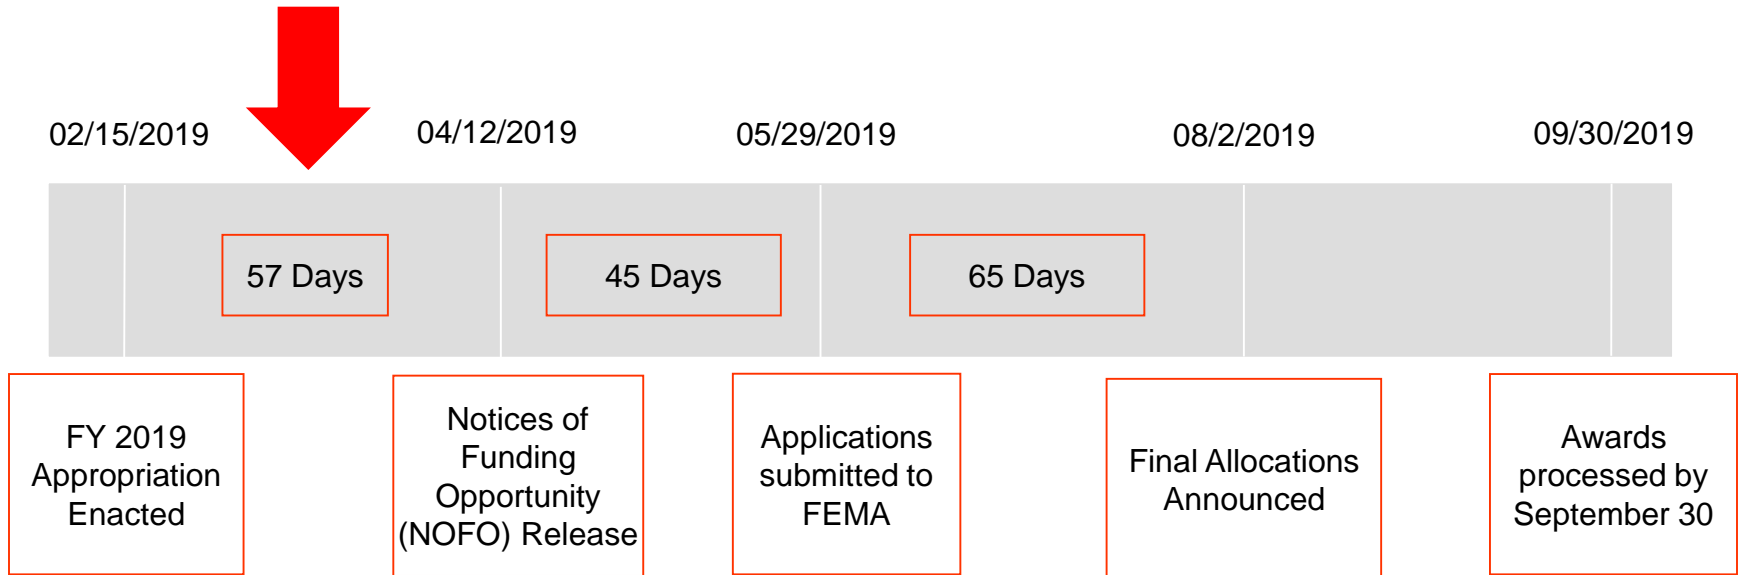 02/15/2019
04/12/2019
05/29/2019
08/2/2019
09/30/2019
57 Days
45 Days
65 Days
FY 2019
Appropriation
Enacted
Notices of
Funding
Opportunity
(NOFO) Release
Applications
submitted to
FEMA
Final Allocations
Announced
Awards
processed by
September 30